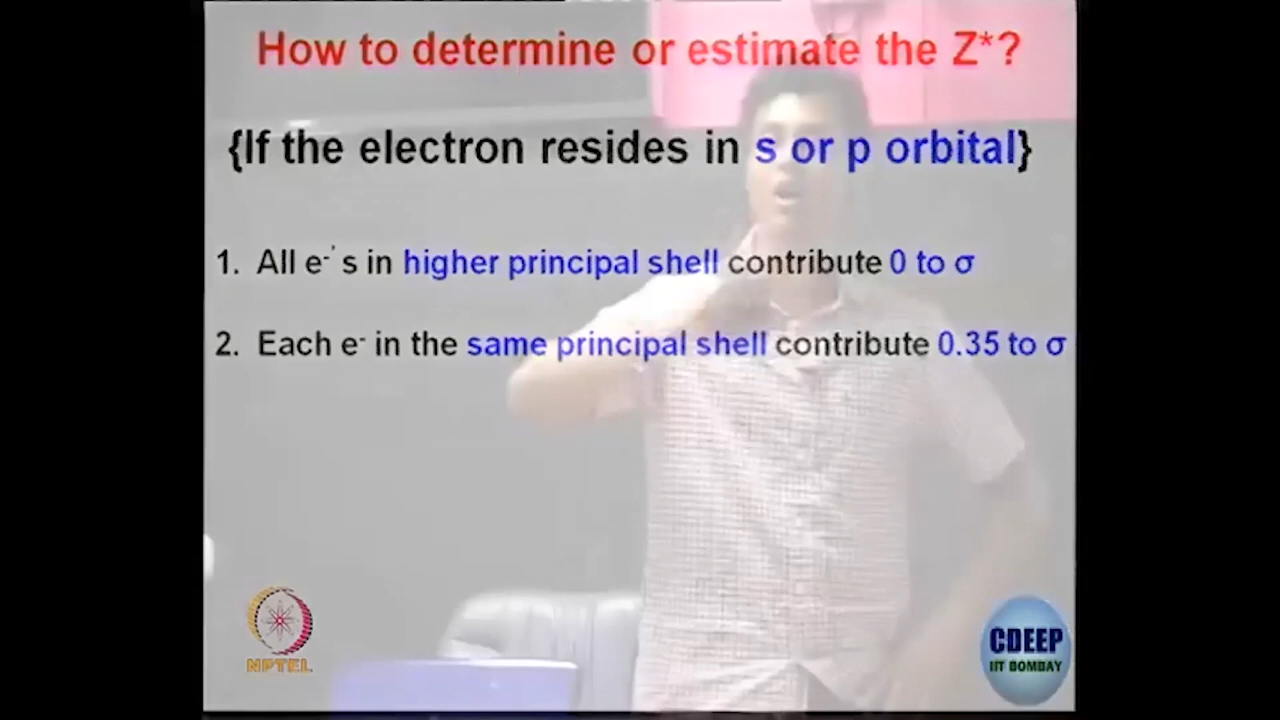 How to determine or estimate the Z*?
{If the electron resides in s or p orbital}
1. All e-' s in higher principal shell contribute 0 to σ
2. Each e- in the same principal shell contribute 0.35 to σ
NPTEL
CDEEP
IIT BOMBAY